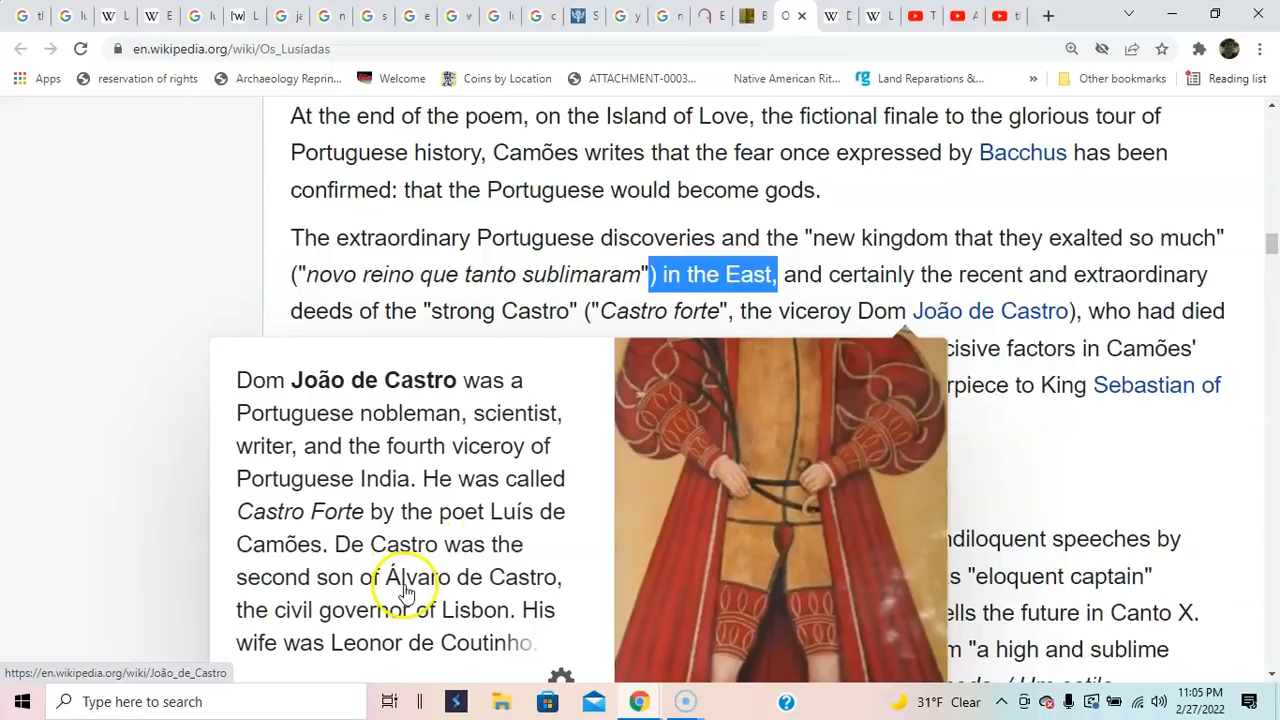 G t
G lu
W L
W E
G lu
[w]
G ja
G n
G s
G e
G w
G lu
G c
S
G y
G n
E
B
O
W D
W L
T
A
ti
en.wikipedia.org/wiki/Os_Lusíadas
Apps
reservation of rights
Archaeology Reprin...
Welcome
Coins by Location
ATTACHMENT-0003...
Native American Rit...
Land Reparations &...
»
Other bookmarks
Reading list
At the end of the poem, on the Island of Love, the fictional finale to the glorious tour of
Portuguese history, Camões writes that the fear once expressed by Bacchus has been
confirmed: that the Portuguese would become gods.
The extraordinary Portuguese discoveries and the "new kingdom that they exalted so much"
("novo reino que tanto sublimaram") in the East, and certainly the recent and extraordinary
deeds of the "strong Castro" ("Castro forte", the viceroy Dom João de Castro), who had died
cisive factors in Camões'
rpiece to King Sebastian of
Dom João de Castro was a
Portuguese nobleman, scientist,
writer, and the fourth viceroy of
Portuguese India. He was called
Castro Forte by the poet Luís de
Camões. De Castro was the
second son of Álvaro de Castro,
the civil governor of Lisbon. His
wife was Leonor de Coutinho.
ndiloquent speeches by
s "eloquent captain"
ells the future in Canto X.
m "a high and sublime
https://en.wikipedia.org/wiki/João_de_Castro
Type here to search
31°F Clear
11:05 PM
2/27/2022